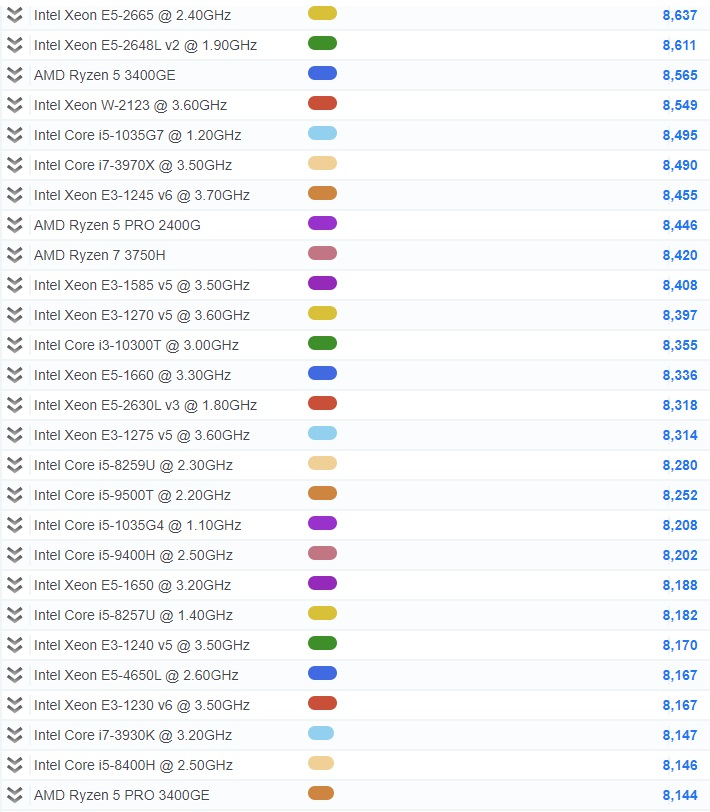 Intel Xeon E5-2665 @ 2.40GHz 8,637
Intel Xeon E5-2648L v2 @ 1.90GHz 8,611
AMD Ryzen 5 3400GE 8,565
Intel Xeon W-2123 @ 3.60GHz 8,549
Intel Core i5-1035G7 @ 1.20GHz 8,495
Intel Core i7-3970X @ 3.50GHz 8,490
Intel Xeon E3-1245 v6 @ 3.70GHz 8,455
AMD Ryzen 5 PRO 2400G 8,446
AMD Ryzen 7 3750H 8,420
Intel Xeon E3-1585 v5 @ 3.50GHz 8,408
Intel Xeon E3-1270 v5 @ 3.60GHz 8,397
Intel Core i3-10300T @ 3.00GHz 8,355
Intel Xeon E5-1660 @ 3.30GHz 8,336
Intel Xeon E5-2630L v3 @ 1.80GHz 8,318
Intel Xeon E3-1275 v5 @ 3.60GHz 8,314
Intel Core i5-8259U @ 2.30GHz 8,280
Intel Core i5-9500T @ 2.20GHz 8,252
Intel Core i5-1035G4 @ 1.10GHz 8,208
Intel Core i5-9400H @ 2.50GHz 8,202
Intel Xeon E5-1650 @ 3.20GHz 8,188
Intel Core i5-8257U @ 1.40GHz 8,182
Intel Xeon E3-1240 v5 @ 3.50GHz 8,170
Intel Xeon E5-4650L @ 2.60GHz 8,167
Intel Xeon E3-1230 v6 @ 3.50GHz 8,167
Intel Core i7-3930K @ 3.20GHz 8,147
Intel Core i5-8400H @ 2.50GHz 8,146
AMD Ryzen 5 PRO 3400GE 8,144